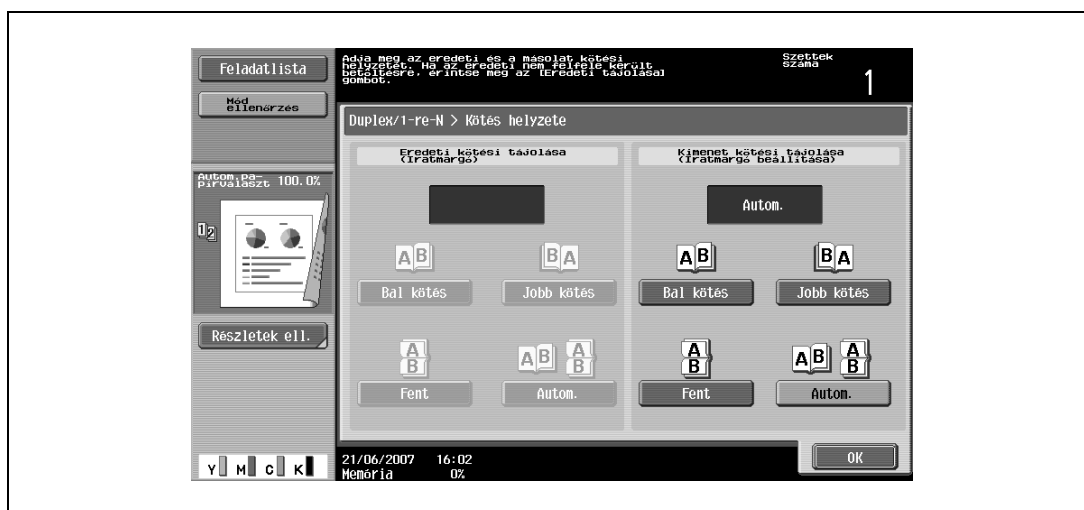 Feladatlista
Mód
ellenőrzés
Autom.pa-
pírválaszt 100.0%
12
Részletek ell.
Y M C K
Adja meg az eredeti és a másolat kötési
helyzetét. Ha az eredeti nem felfelé került
betöltésre, érintse meg az [Eredeti tájolása]
gombot.
Szettek
száma
1
Duplex/1-re-N > Kötés helyzete
Eredeti kötési tájolása
(Iratmargó)
AB BA
Bal kötés Jobb kötés
A
B
AB A
B
Fent Autom.
Kimenet kötési tájolása
(Iratmargó beállítása)
Autom.
AB BA
Bal kötés Jobb kötés
A
B
AB A
B
Fent Autom.
21/06/2007 16:02
Memória 0%
OK